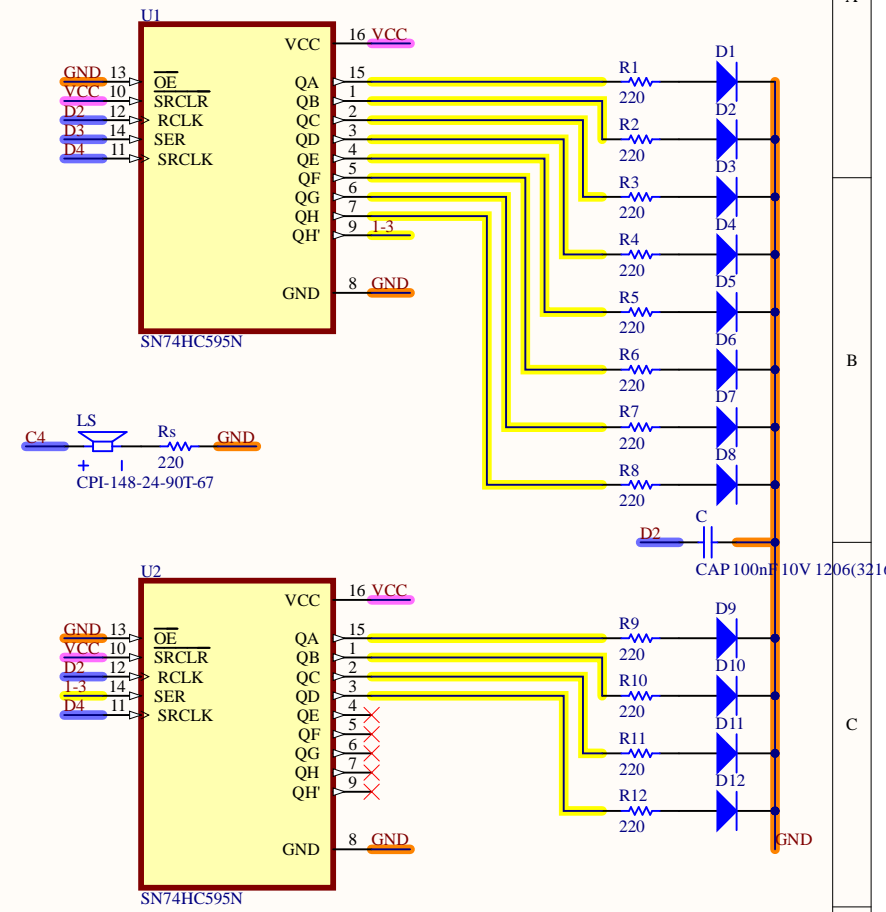 A
U1
VCC 16 VCC
GND 13 OE QA 15 R1 D1
220
VCC 10 SRCLR QB 1
D2 12 RCLK QC 2 R2 D2
220
D3 14 SER QD 3
D4 11 SRCLK QE 4 R3 D3
220
QF 5
QG 6
QH 7 R4 D4
220
QH' 9 1-3
GND 8 GND R5 D5
220
SN74HC595N
R6 D6 B
220
R7 D7
220
C4 LS Rs GND
+ − 220
CPI-148-24-90T-67
R8 D8
220
D2 C
CAP 100nF 10V 1206(3216
U2
VCC 16 VCC
GND 13 OE QA 15 R9 D9
220
VCC 10 SRCLR QB 1
D2 12 RCLK QC 2 R10 D10
220
1-3 14 SER QD 3
D4 11 SRCLK QE 4 C
QF 5 R11 D11
220
QG 6
QH 7
QH' 9 R12 D12
220
GND 8 GND GND
SN74HC595N